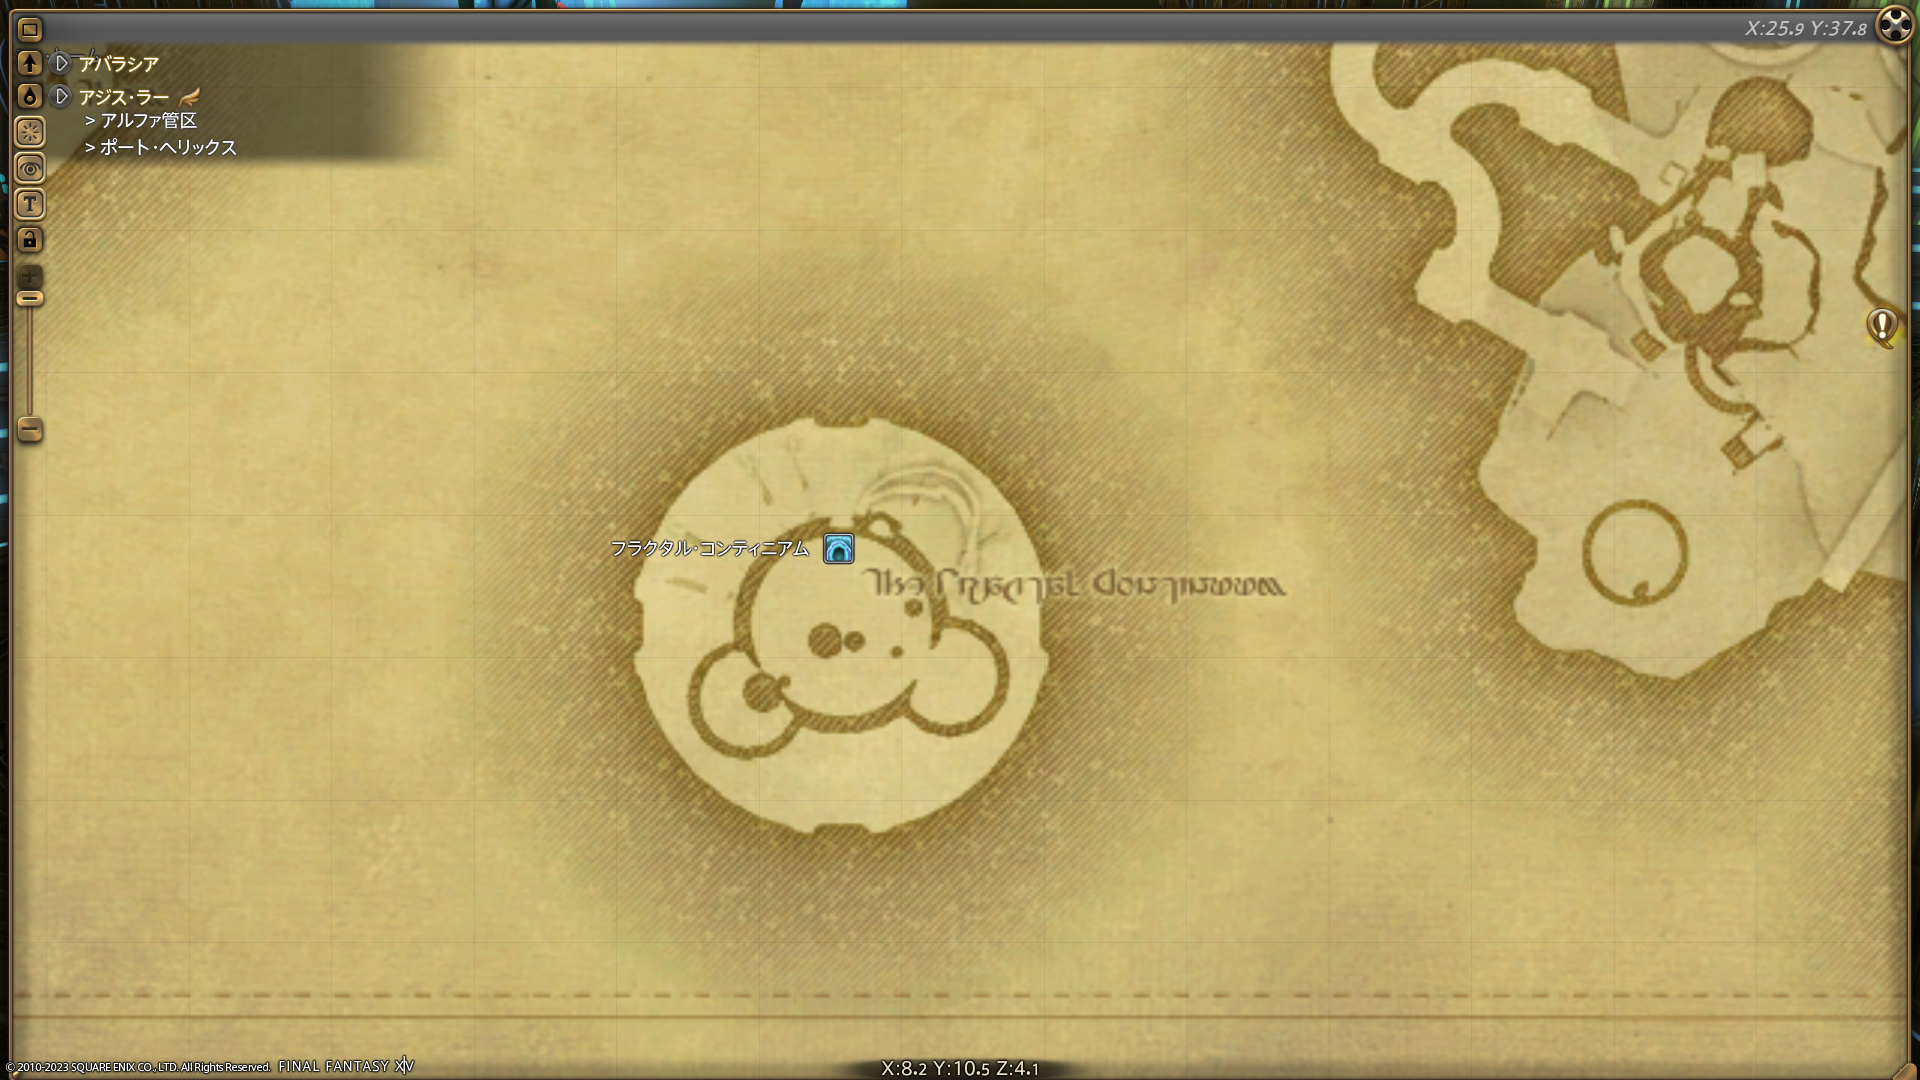 X:25.9 Y:37.8
アバラシア
アジス・ラー
> アルファ管区
> ポート・ヘリックス
T
フラクタル・コンティニアム
© 2010-2023 SQUARE ENIX CO., LTD. All Rights Reserved. FINAL FANTASY XIV
X:8.2 Y:10.5 Z:4.1